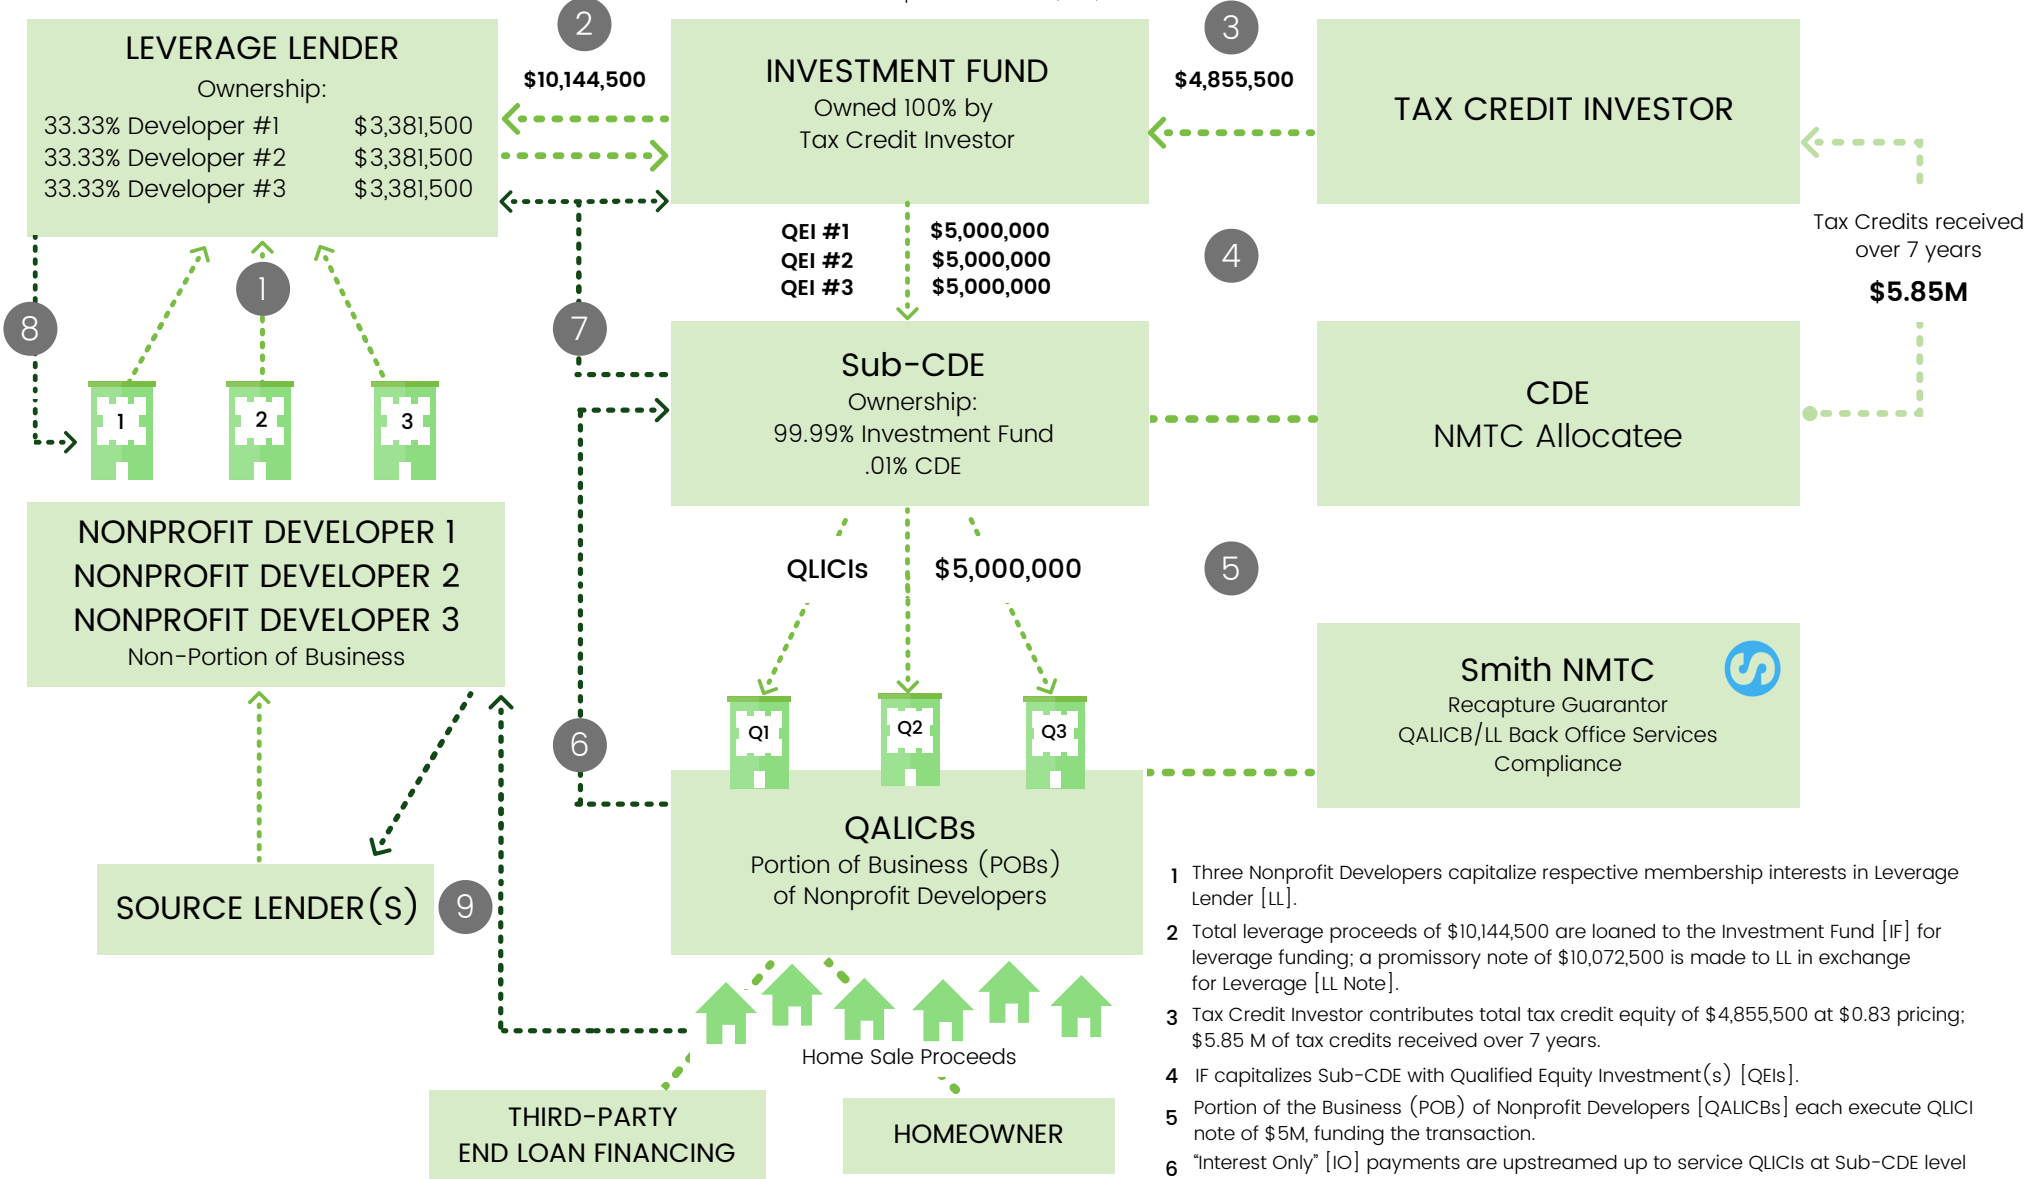 2
3
LEVERAGE LENDER
Ownership:
33.33% Developer #1 $3,381,500
33.33% Developer #2 $3,381,500
33.33% Developer #3 $3,381,500
$10,144,500
INVESTMENT FUND
Owned 100% by
Tax Credit Investor
$4,855,500
TAX CREDIT INVESTOR
Tax Credits received
over 7 years
$5.85M
QEI #1 $5,000,000
QEI #2 $5,000,000
QEI #3 $5,000,000
4
1
8
7
1
2
3
Sub-CDE
Ownership:
99.99% Investment Fund
.01% CDE
CDE
NMTC Allocatee
NONPROFIT DEVELOPER 1
NONPROFIT DEVELOPER 2
NONPROFIT DEVELOPER 3
Non-Portion of Business
QLICIs $5,000,000
5
Smith NMTC
Recapture Guarantor
QALICB/LL Back Office Services
Compliance
6
Q1
Q2
Q3
QALICBs
Portion of Business (POBs)
of Nonprofit Developers
SOURCE LENDER(S)
9
Home Sale Proceeds
THIRD-PARTY
END LOAN FINANCING
HOMEOWNER
1 Three Nonprofit Developers capitalize respective membership interests in Leverage
Lender [LL].
2 Total leverage proceeds of $10,144,500 are loaned to the Investment Fund [IF] for
leverage funding; a promissory note of $10,072,500 is made to LL in exchange
for Leverage [LL Note].
3 Tax Credit Investor contributes total tax credit equity of $4,855,500 at $0.83 pricing;
$5.85 M of tax credits received over 7 years.
4 IF capitalizes Sub-CDE with Qualified Equity Investment(s) [QEIs].
5 Portion of the Business (POB) of Nonprofit Developers [QALICBs] each execute QLICI
note of $5M, funding the transaction.
6 “Interest Only” [IO] payments are upstreamed up to service QLICIs at Sub-CDE level